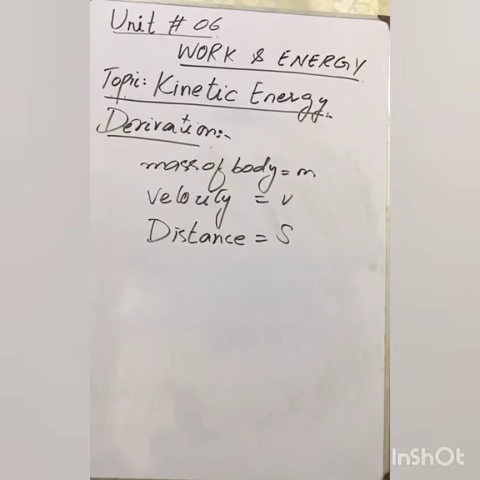 Unit # 06
WORK & ENERGY
Topic: Kinetic Energy.
Derivation:-
mass of body = m
Velocity = v
Distance = S
InShOt